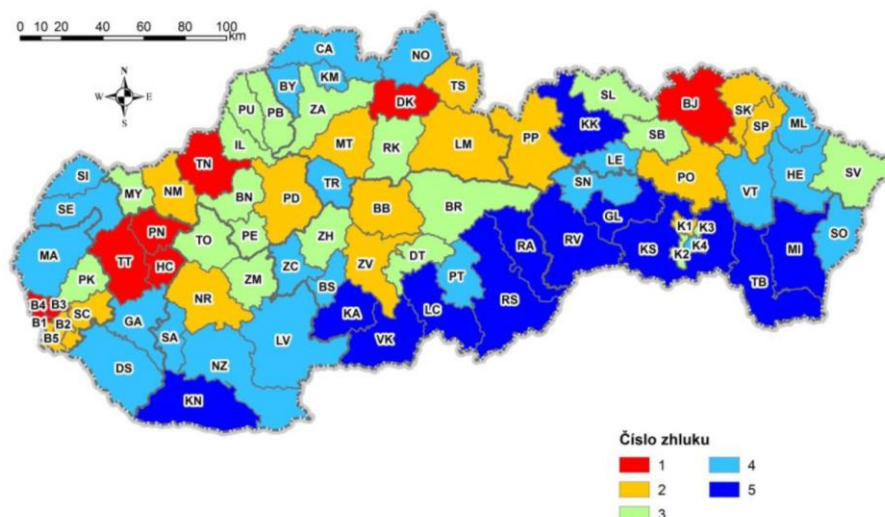 0 10 20 40 60 80 100
km
N
W E
S
CA
NO
BY KM
TS
PU PB ZA DK
SL BJ SK
KK
ML
SP
IL MT RK LM PP
SB
LE
TN
SI
MY NM BN PD TR
SN PO VT HE SV
SE
BB BR
GL
PN TO PE ZH
K1 K3
MA
TT HC
DT
RA RV KS K4 MI SO
K2
PK ZM ZC ZV PT
TB
B4 B3 SC NR BS
B1 B2
GA
KA LC RS
B5
SA LV VK
DS NZ
KN
Číslo zhluku
1 4
2 5
3